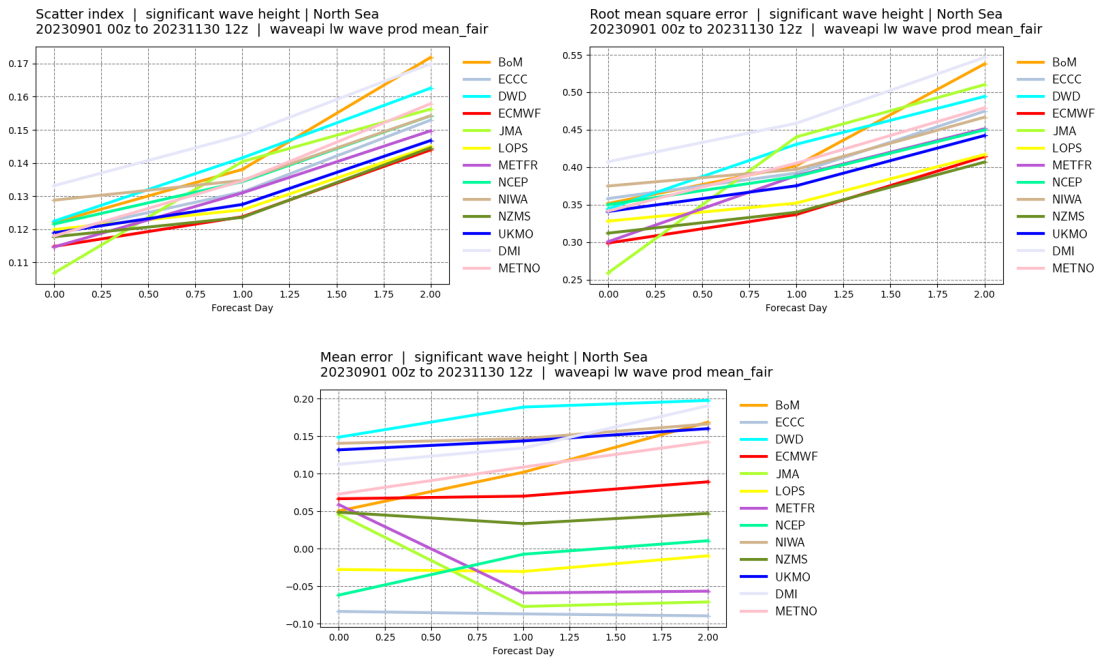 Scatter index | significant wave height | North Sea
20230901 00z to 20231130 12z | waveapi lw wave prod mean_fair
0.17
0.16
0.15
0.14
0.13
0.12
0.11
0.00 0.25 0.50 0.75 1.00 1.25 1.50 1.75 2.00
Forecast Day
BoM
ECCC
DWD
ECMWF
JMA
LOPS
METFR
NCEP
NIWA
NZMS
UKMO
DMI
METNO
Root mean square error | significant wave height | North Sea
20230901 00z to 20231130 12z | waveapi lw wave prod mean_fair
0.55
0.50
0.45
0.40
0.35
0.30
0.25
0.00 0.25 0.50 0.75 1.00 1.25 1.50 1.75 2.00
Forecast Day
BoM
ECCC
DWD
ECMWF
JMA
LOPS
METFR
NCEP
NIWA
NZMS
UKMO
DMI
METNO
Mean error | significant wave height | North Sea
20230901 00z to 20231130 12z | waveapi lw wave prod mean_fair
0.20
0.15
0.10
0.05
0.00
−0.05
−0.10
0.00 0.25 0.50 0.75 1.00 1.25 1.50 1.75 2.00
Forecast Day
BoM
ECCC
DWD
ECMWF
JMA
LOPS
METFR
NCEP
NIWA
NZMS
UKMO
DMI
METNO